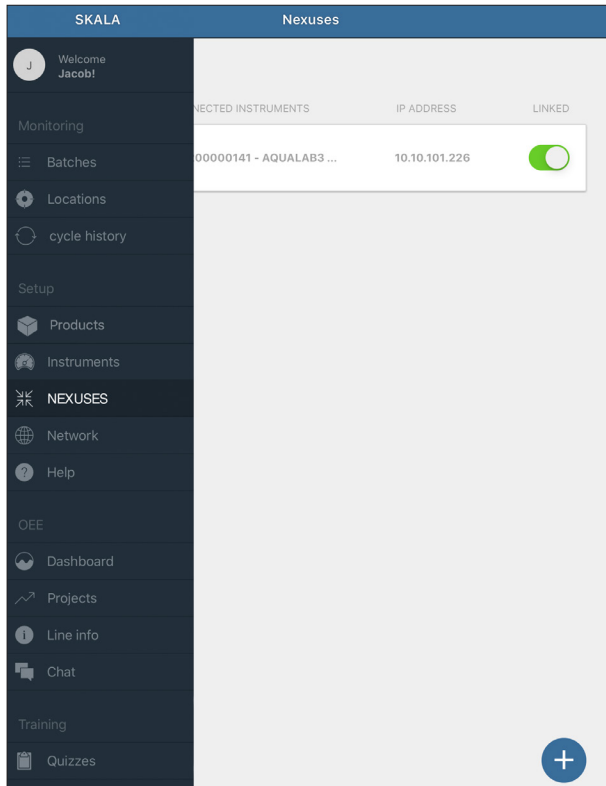 SKALA
Nexuses
J
Welcome
Jacob!
Monitoring
Batches
Locations
cycle history
Setup
Products
Instruments
NEXUSES
Network
Help
OEE
Dashboard
Projects
Line info
Chat
Training
Quizzes
NECTED INSTRUMENTS IP ADDRESS LINKED
00000141 - AQUALAB3 ... 10.10.101.226